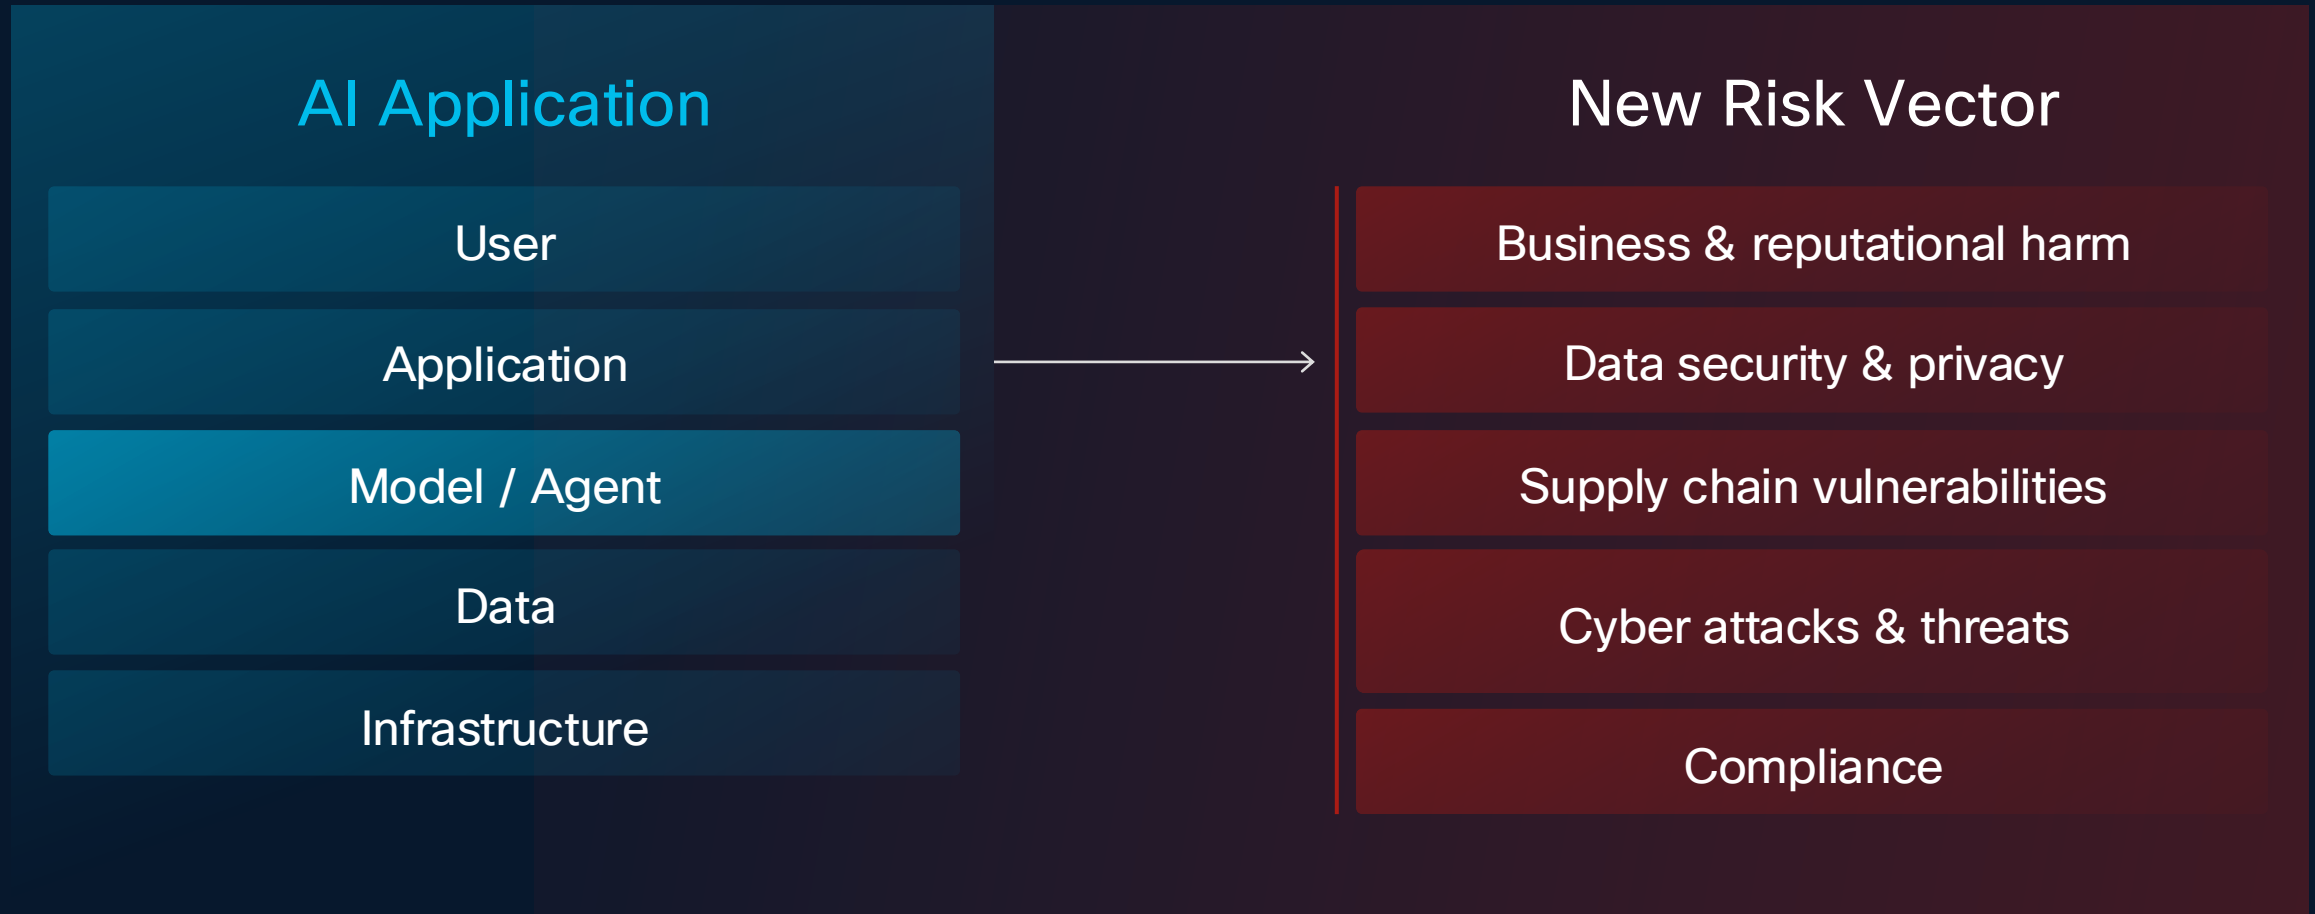 AI Application
User
Application
Model / Agent
Data
Infrastructure
New Risk Vector
Business & reputational harm
Data security & privacy
Supply chain vulnerabilities
Cyber attacks & threats
Compliance